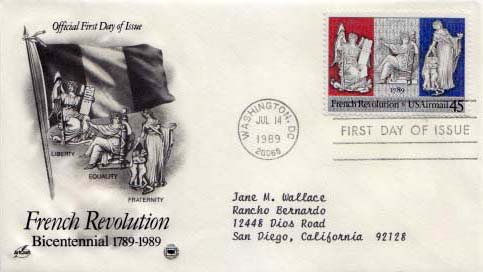 Official First Day of Issue
LIBERTY
EQUALITY
FRATERNITY
French Revolution
Bicentennial 1789-1989
WASHINGTON, DC
JUL 14
1989
20066
1789
French Revolution USAirmail 45
FIRST DAY OF ISSUE
Jane M. Wallace
Rancho Bernardo
12448 Dios Road
San Diego, California 92128